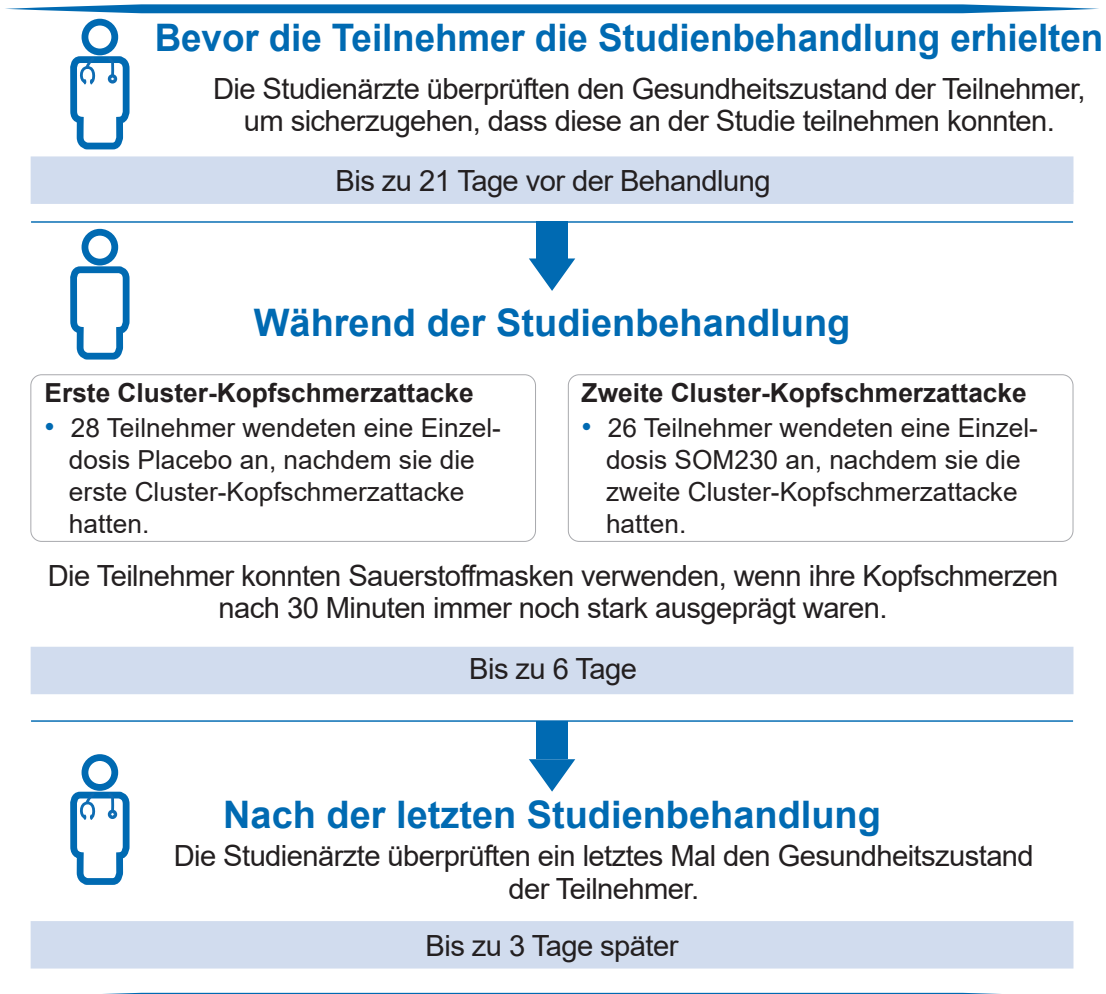 Bevor die Teilnehmer die Studienbehandlung erhielten
Die Studienärzte überprüften den Gesundheitszustand der Teilnehmer,
um sicherzugehen, dass diese an der Studie teilnehmen konnten.
Bis zu 21 Tage vor der Behandlung
Während der Studienbehandlung
Erste Cluster-Kopfschmerzattacke
• 28 Teilnehmer wendeten eine Einzel-
dosis Placebo an, nachdem sie die
erste Cluster-Kopfschmerzattacke
hatten.
Zweite Cluster-Kopfschmerzattacke
• 26 Teilnehmer wendeten eine Einzel-
dosis SOM230 an, nachdem sie die
zweite Cluster-Kopfschmerzattacke
hatten.
Die Teilnehmer konnten Sauerstoffmasken verwenden, wenn ihre Kopfschmerzen
nach 30 Minuten immer noch stark ausgeprägt waren.
Bis zu 6 Tage
Nach der letzten Studienbehandlung
Die Studienärzte überprüften ein letztes Mal den Gesundheitszustand
der Teilnehmer.
Bis zu 3 Tage später